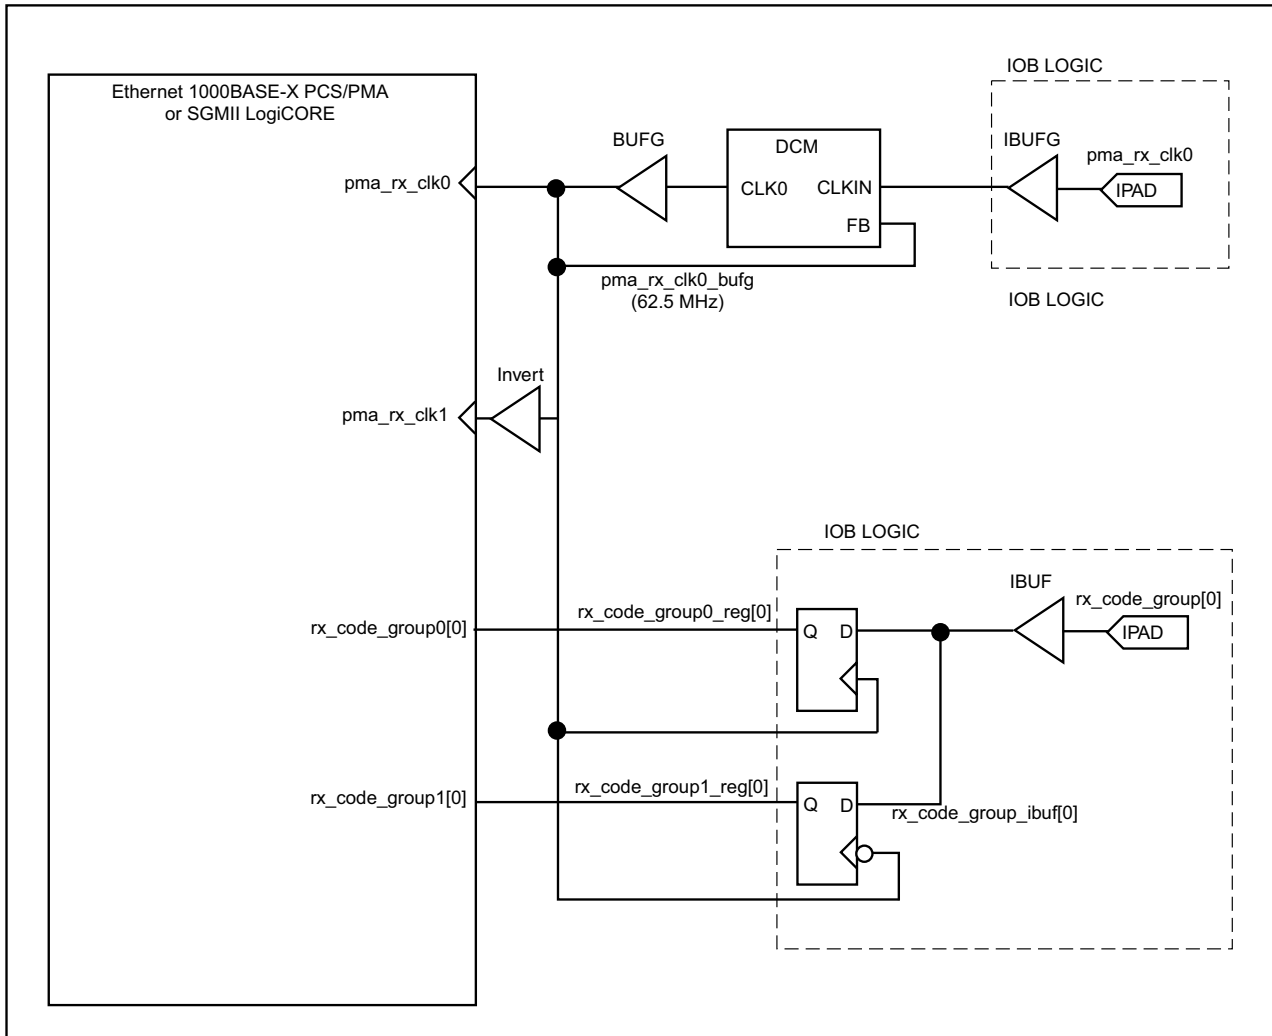 Ethernet 1000BASE-X PCS/PMA
or SGMII LogiCORE
IOB LOGIC
BUFG
DCM
IBUFG
pma_rx_clk0
pma_rx_clk0
CLK0
CLKIN
IPAD
FB
pma_rx_clk0_bufg
(62.5 MHz)
IOB LOGIC
Invert
pma_rx_clk1
IOB LOGIC
IBUF
rx_code_group[0]
rx_code_group0[0]
rx_code_group0_reg[0]
Q
D
IPAD
rx_code_group1[0]
rx_code_group1_reg[0]
Q
D
rx_code_group_ibuf[0]